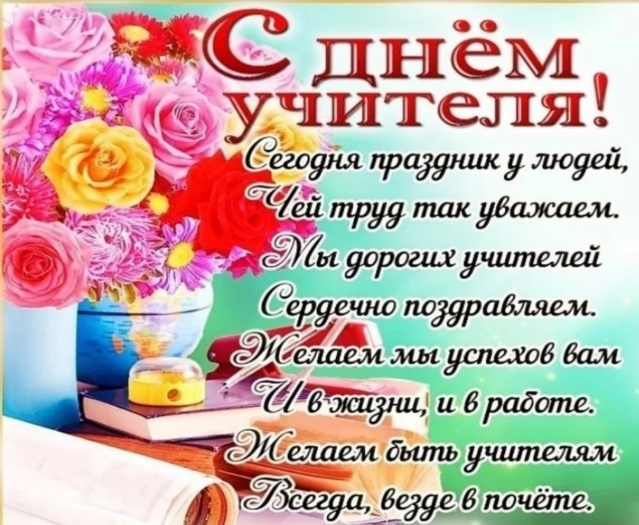 С днём
учителя!
Сегодня праздник у людей,
Чей труд так уважаем.
Мы дорогих учителей
Сердечно поздравляем.
Желаем мы успехов вам
И в жизни, и в работе.
Желаем быть учителям
Всегда, везде в почёте.